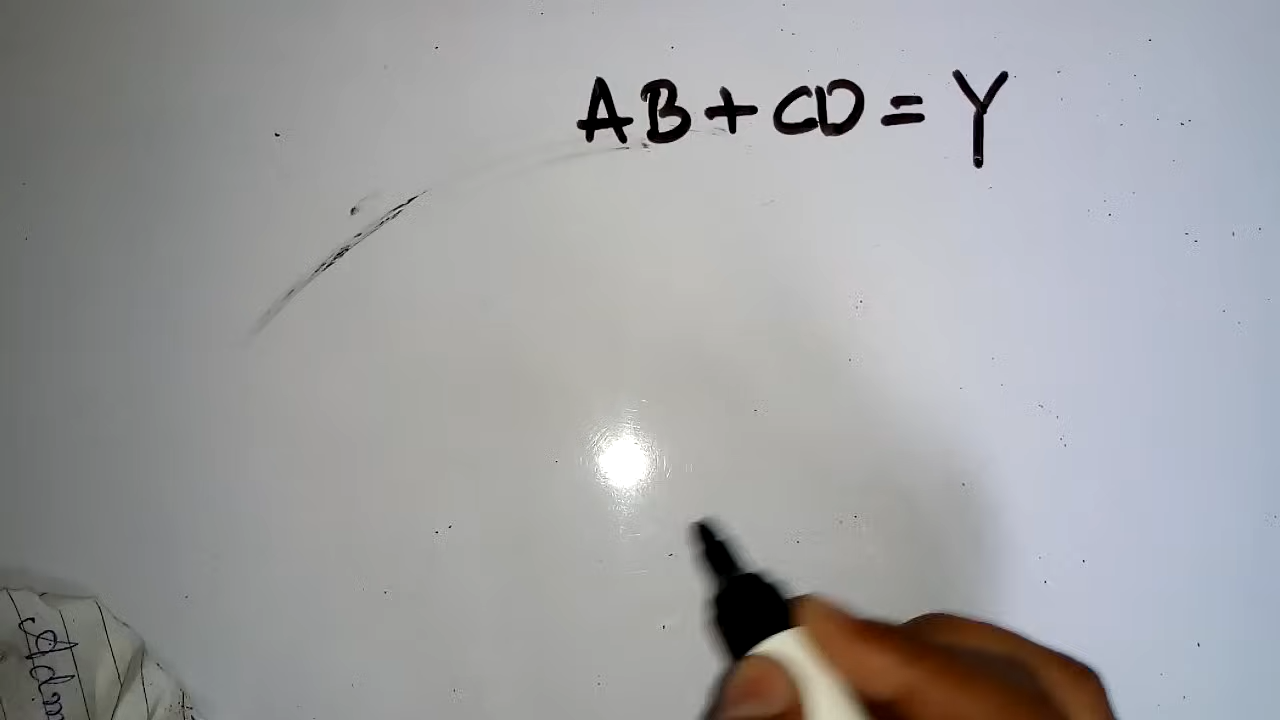 AB + CD = Y